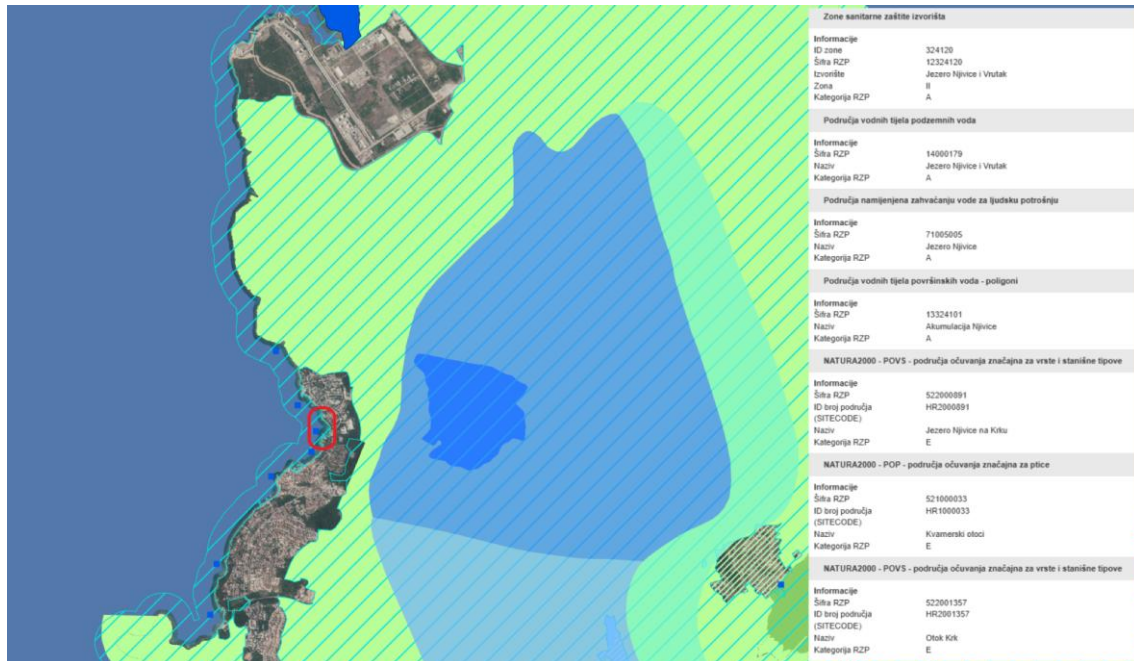 Zone sanitarne zaštite izvorišta
Informacije
ID zone 324120
Šifra RZP 12324120
Izvorište Jezero Njivice i Vrutak
Zona II
Kategorija RZP A
Područja vodnih tijela podzemnih voda
Informacije
Šifra RZP 14000179
Naziv Jezero Njivice i Vrutak
Kategorija RZP A
Područja namijenjena zahvaćanju vode za ljudsku potrošnju
Informacije
Šifra RZP 71005005
Naziv Jezero Njivice
Kategorija RZP A
Područja vodnih tijela površinskih voda - poligoni
Informacije
Šifra RZP 13324101
Naziv Akumulacija Njivice
Kategorija RZP A
NATURA2000 - POVS - područja očuvanja značajna za vrste i stanišne tipove
Informacije
Šifra RZP 522000891
ID broj područja HR2000891
(SITECODE)
Naziv Jezero Njivice na Krku
Kategorija RZP E
NATURA2000 - POP - područja očuvanja značajna za ptice
Informacije
Šifra RZP 521000033
ID broj područja HR1000033
(SITECODE)
Naziv Kvarnerski otoci
Kategorija RZP E
NATURA2000 - POVS - područja očuvanja značajna za vrste i stanišne tipove
Informacije
Šifra RZP 522001357
ID broj područja HR2001357
(SITECODE)
Naziv Otok Krk
Kategorija RZP E